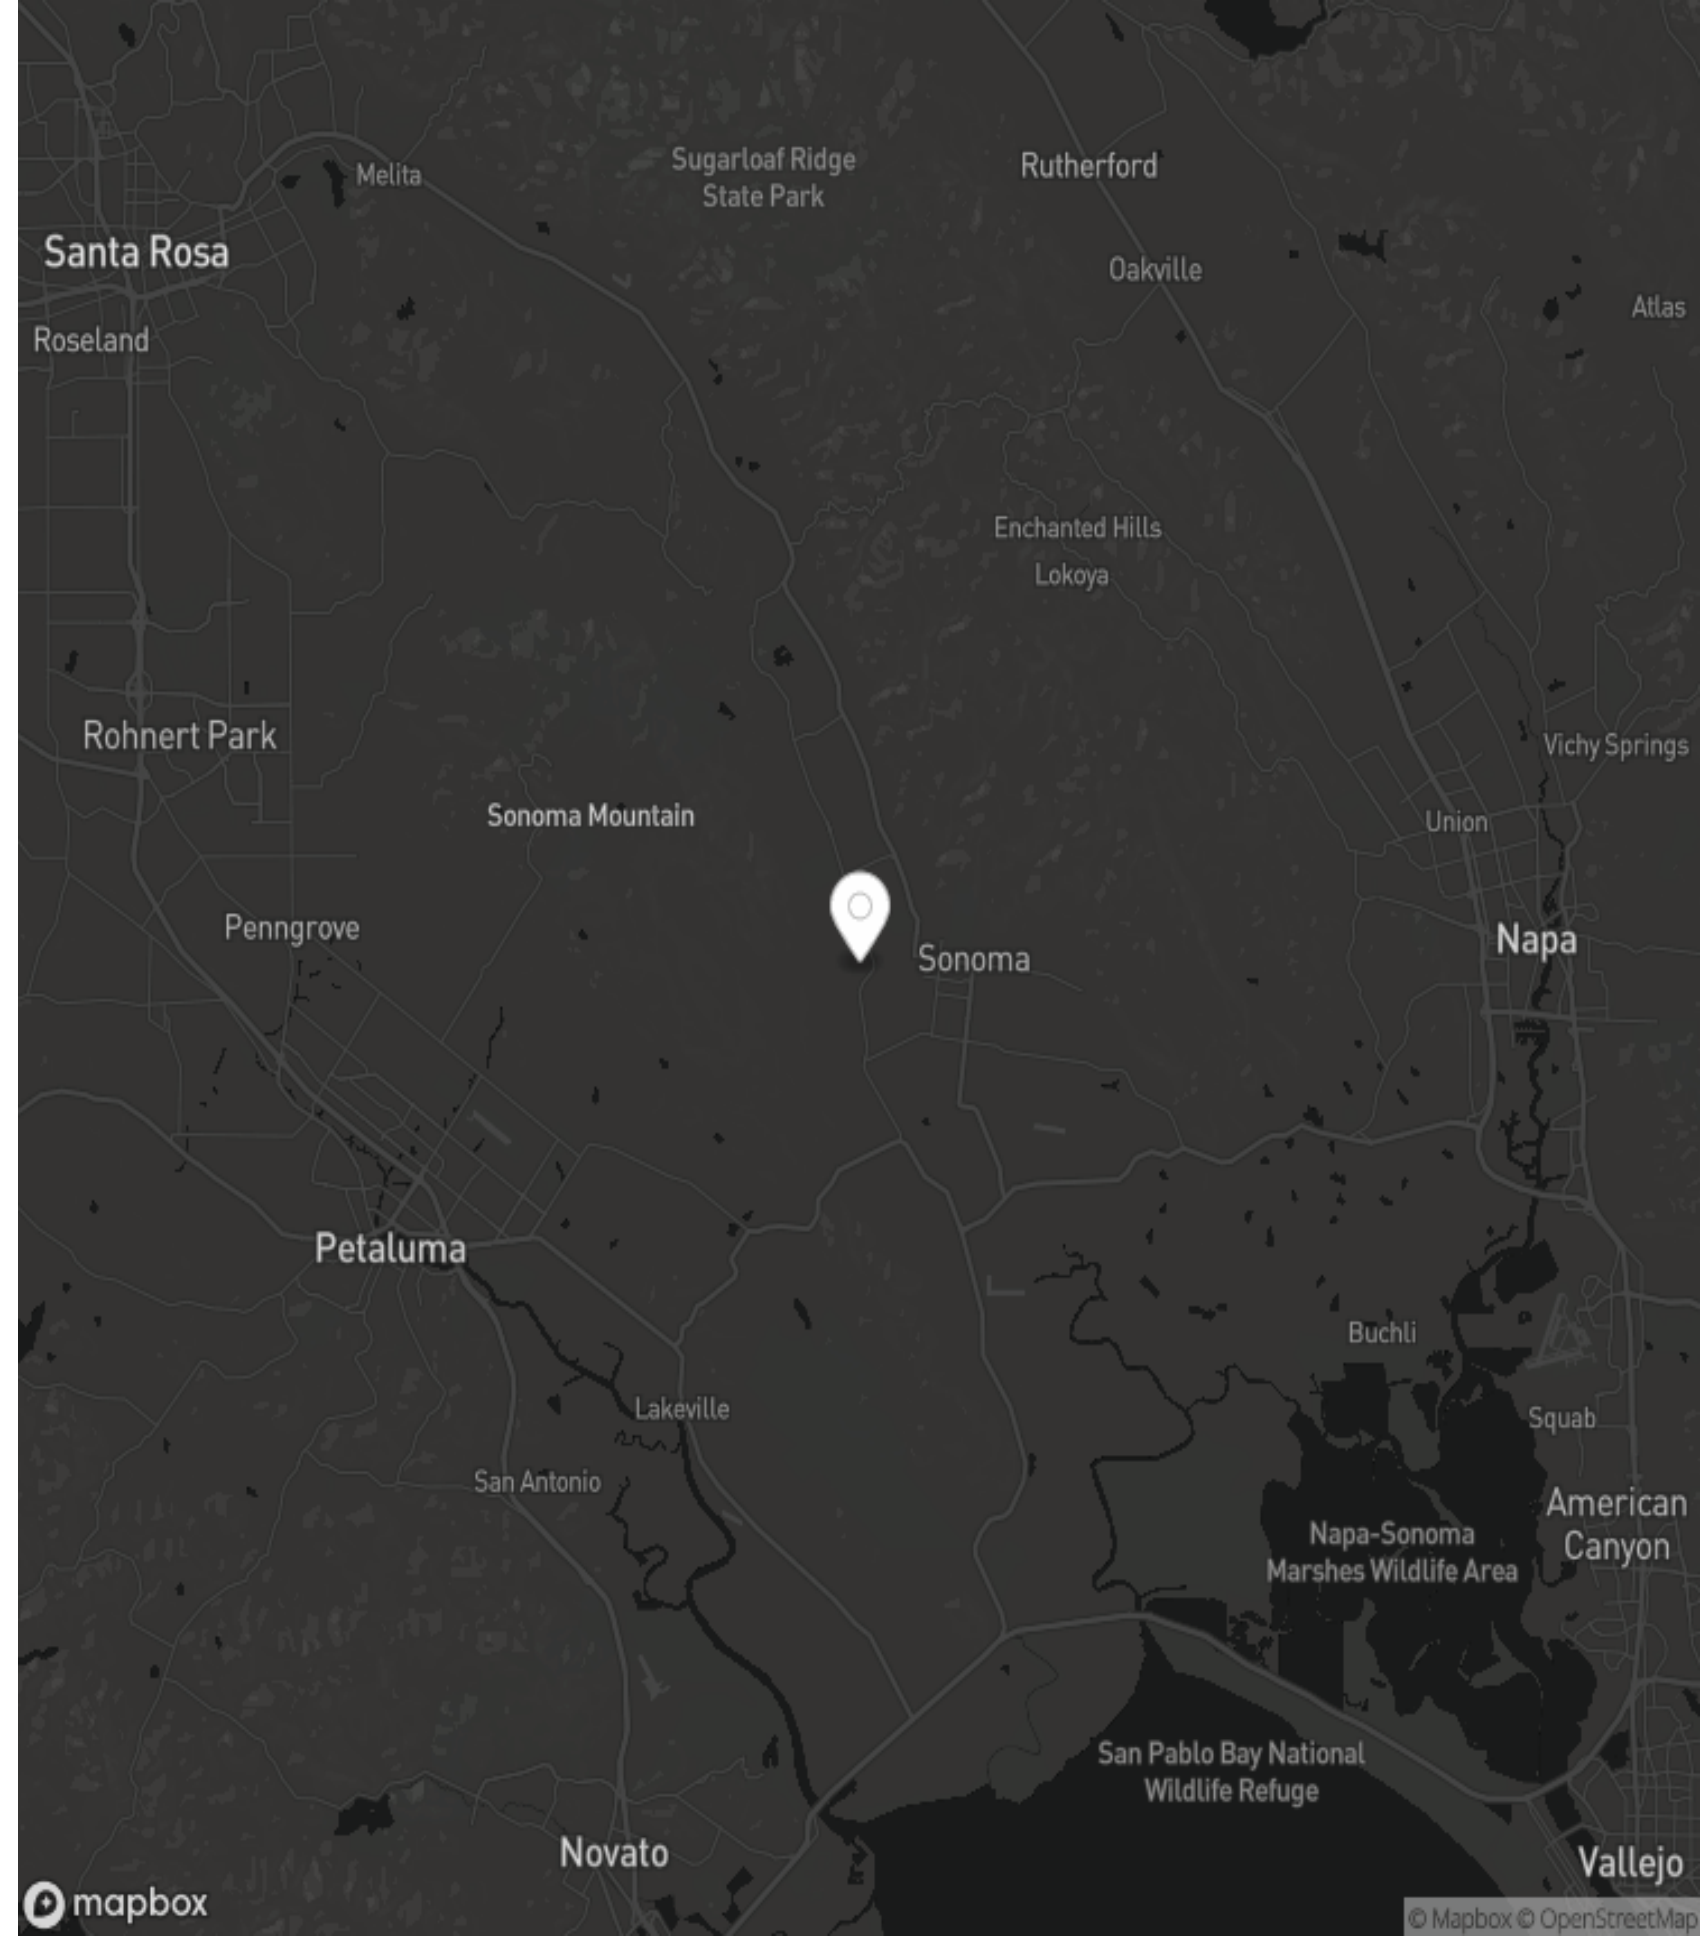 Melita
Sugarloaf Ridge
State Park
Rutherford
Santa Rosa
Oakville
Atlas
Roseland
Enchanted Hills
Lokoya
Rohnert Park
Vichy Springs
Sonoma Mountain
Union
Penngrove
Napa
Sonoma
Petaluma
Buchli
Lakeville
Squab
San Antonio
American
Canyon
Napa-Sonoma
Marshes Wildlife Area
San Pablo Bay National
Wildlife Refuge
Novato
Vallejo
mapbox
© Mapbox © OpenStreetMap